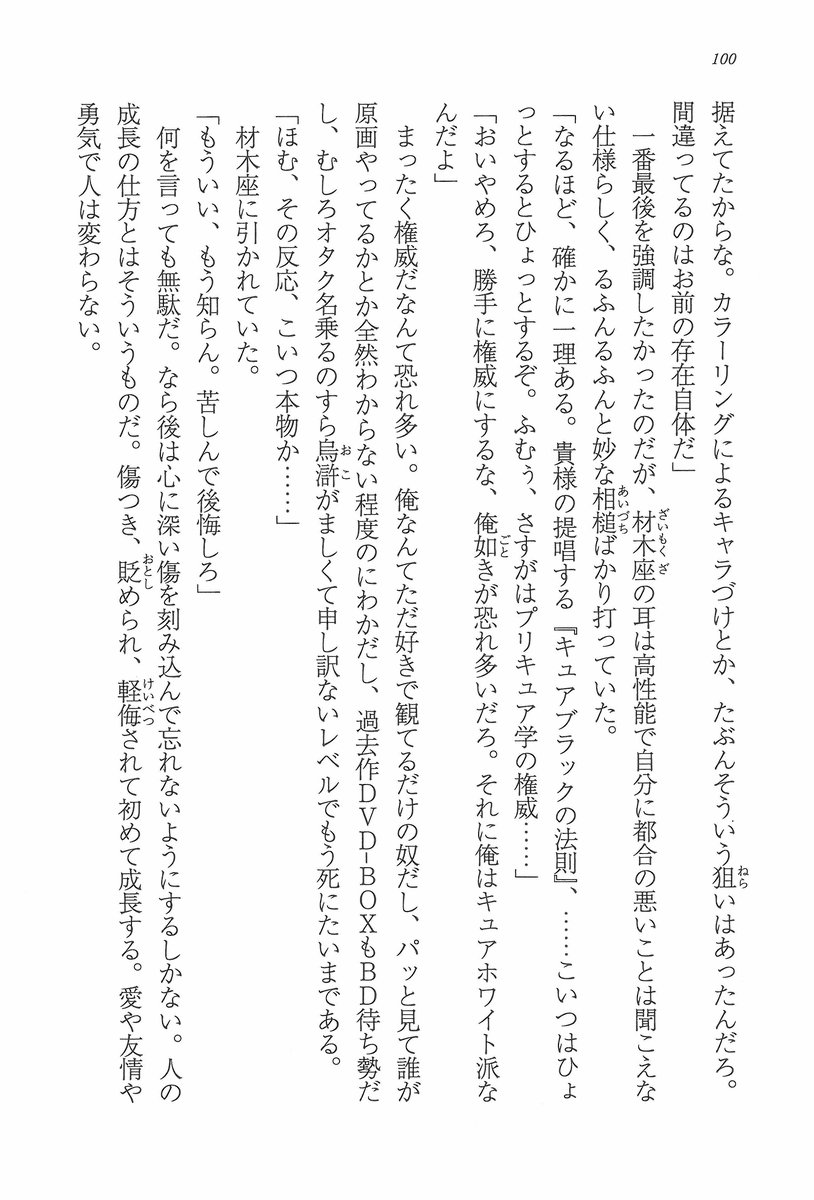 100
据えてたからな。カラーリングによるキャラづけとか、たぶんそういう狙いはあったんだろ。
間違ってるのはお前の存在自体だ」
　一番最後を強調したかったのだが、材木座の耳は高性能で自分に都合の悪いことは聞こえな
い仕様らしく、るふんるふんと妙な相槌ばかり打っていた。
「なるほど、確かに一理ある。貴様の提唱する『キュアブラックの法則』、……こいつはひょ
っとするとひょっとするぞ。ふむぅ、さすがはプリキュア学の権威……」
「おいやめろ、勝手に権威にするな、俺如きが恐れ多いだろ。それに俺はキュアホワイト派な
んだよ」
　まったく権威だなんて恐れ多い。俺なんてただ好きで観てるだけの奴だし、パッと見て誰が
原画やってるかとか全然わからない程度のにわかだし、過去作ＤＶＤ-ＢＯＸもＢＤ待ち勢だ
し、むしろオタク名乗るのすら烏滸がましくて申し訳ないレベルでもう死にたいまである。
「ほむ、その反応、こいつ本物か……」
　材木座に引かれていた。
「もういい、もう知らん。苦しんで後悔しろ」
　何を言っても無駄だ。なら後は心に深い傷を刻み込んで忘れないようにするしかない。人の
成長の仕方とはそういうものだ。傷つき、貶められ、軽侮されて初めて成長する。愛や友情や
勇気で人は変わらない。